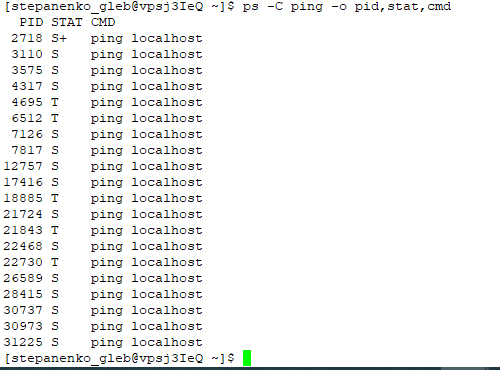 [stepanenko_gleb@vpsj3IeQ ~]$ ps -C ping -o pid,stat,cmd
  PID STAT CMD
 2718 S+   ping localhost
 3110 S    ping localhost
 3575 S    ping localhost
 4317 S    ping localhost
 4695 T    ping localhost
 6512 T    ping localhost
 7126 S    ping localhost
 7817 S    ping localhost
12757 S    ping localhost
17416 S    ping localhost
18885 T    ping localhost
21724 S    ping localhost
21843 T    ping localhost
22468 S    ping localhost
22730 T    ping localhost
26589 S    ping localhost
28415 S    ping localhost
30737 S    ping localhost
30973 S    ping localhost
31225 S    ping localhost
[stepanenko_gleb@vpsj3IeQ ~]$